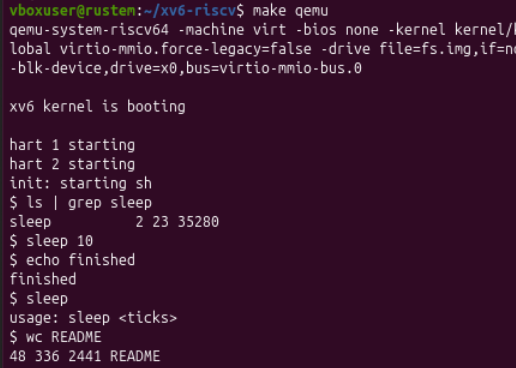 vboxuser@rustem:~/xv6-riscv$ make qemu
qemu-system-riscv64 -machine virt -bios none -kernel kernel/
lobal virtio-mmio.force-legacy=false -drive file=fs.img,if=n
-blk-device,drive=x0,bus=virtio-mmio-bus.0
xv6 kernel is booting
hart 1 starting
hart 2 starting
init: starting sh
$ ls | grep sleep
sleep 2 23 35280
$ sleep 10
$ echo finished
finished
$ sleep
usage: sleep <ticks>
$ wc README
48 336 2441 README